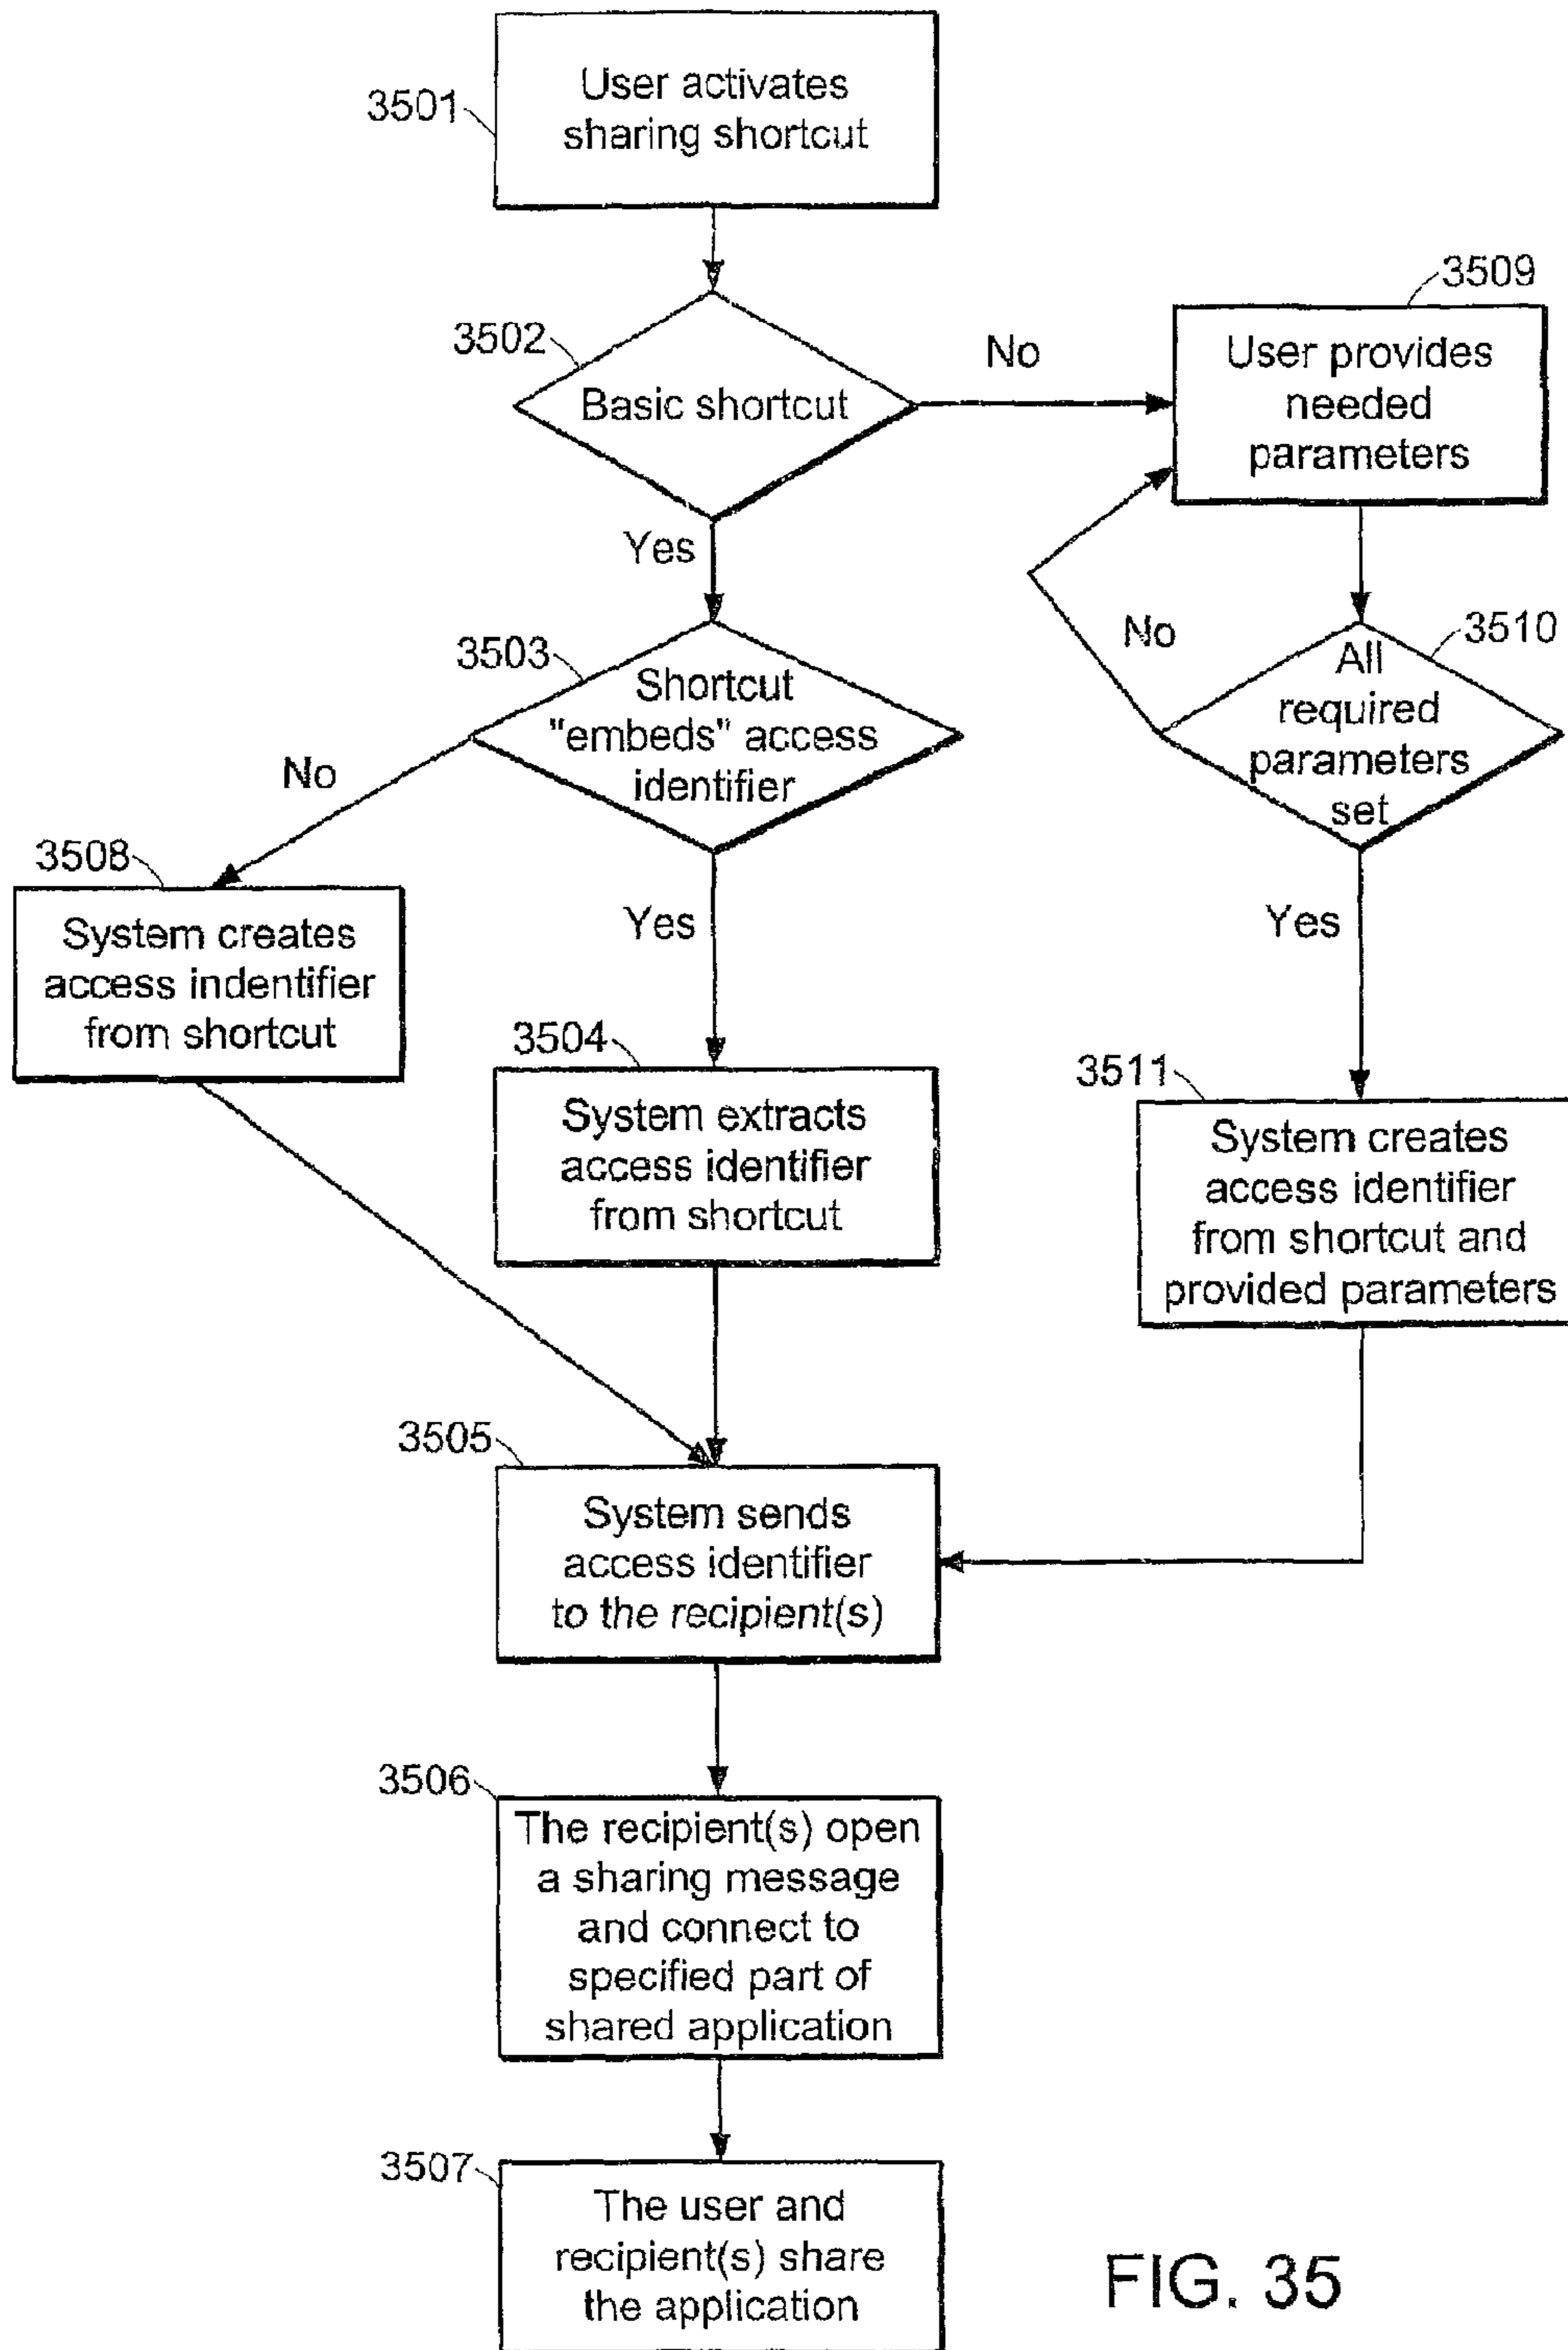 3501
User activates
sharing shortcut
3502
Basic shortcut
No
3509
User provides
needed
parameters
Yes
3503
Shortcut
"embeds" access
identifier
No
3510
All
required
parameters
set
No
3508
System creates
access indentifier
from shortcut
Yes
3504
System extracts
access identifier
from shortcut
Yes
3511
System creates
access identifier
from shortcut and
provided parameters
3505
System sends
access identifier
to the recipient(s)
3506
The recipient(s) open
a sharing message
and connect to
specified part of
shared application
3507
The user and
recipient(s) share
the application
FIG. 35